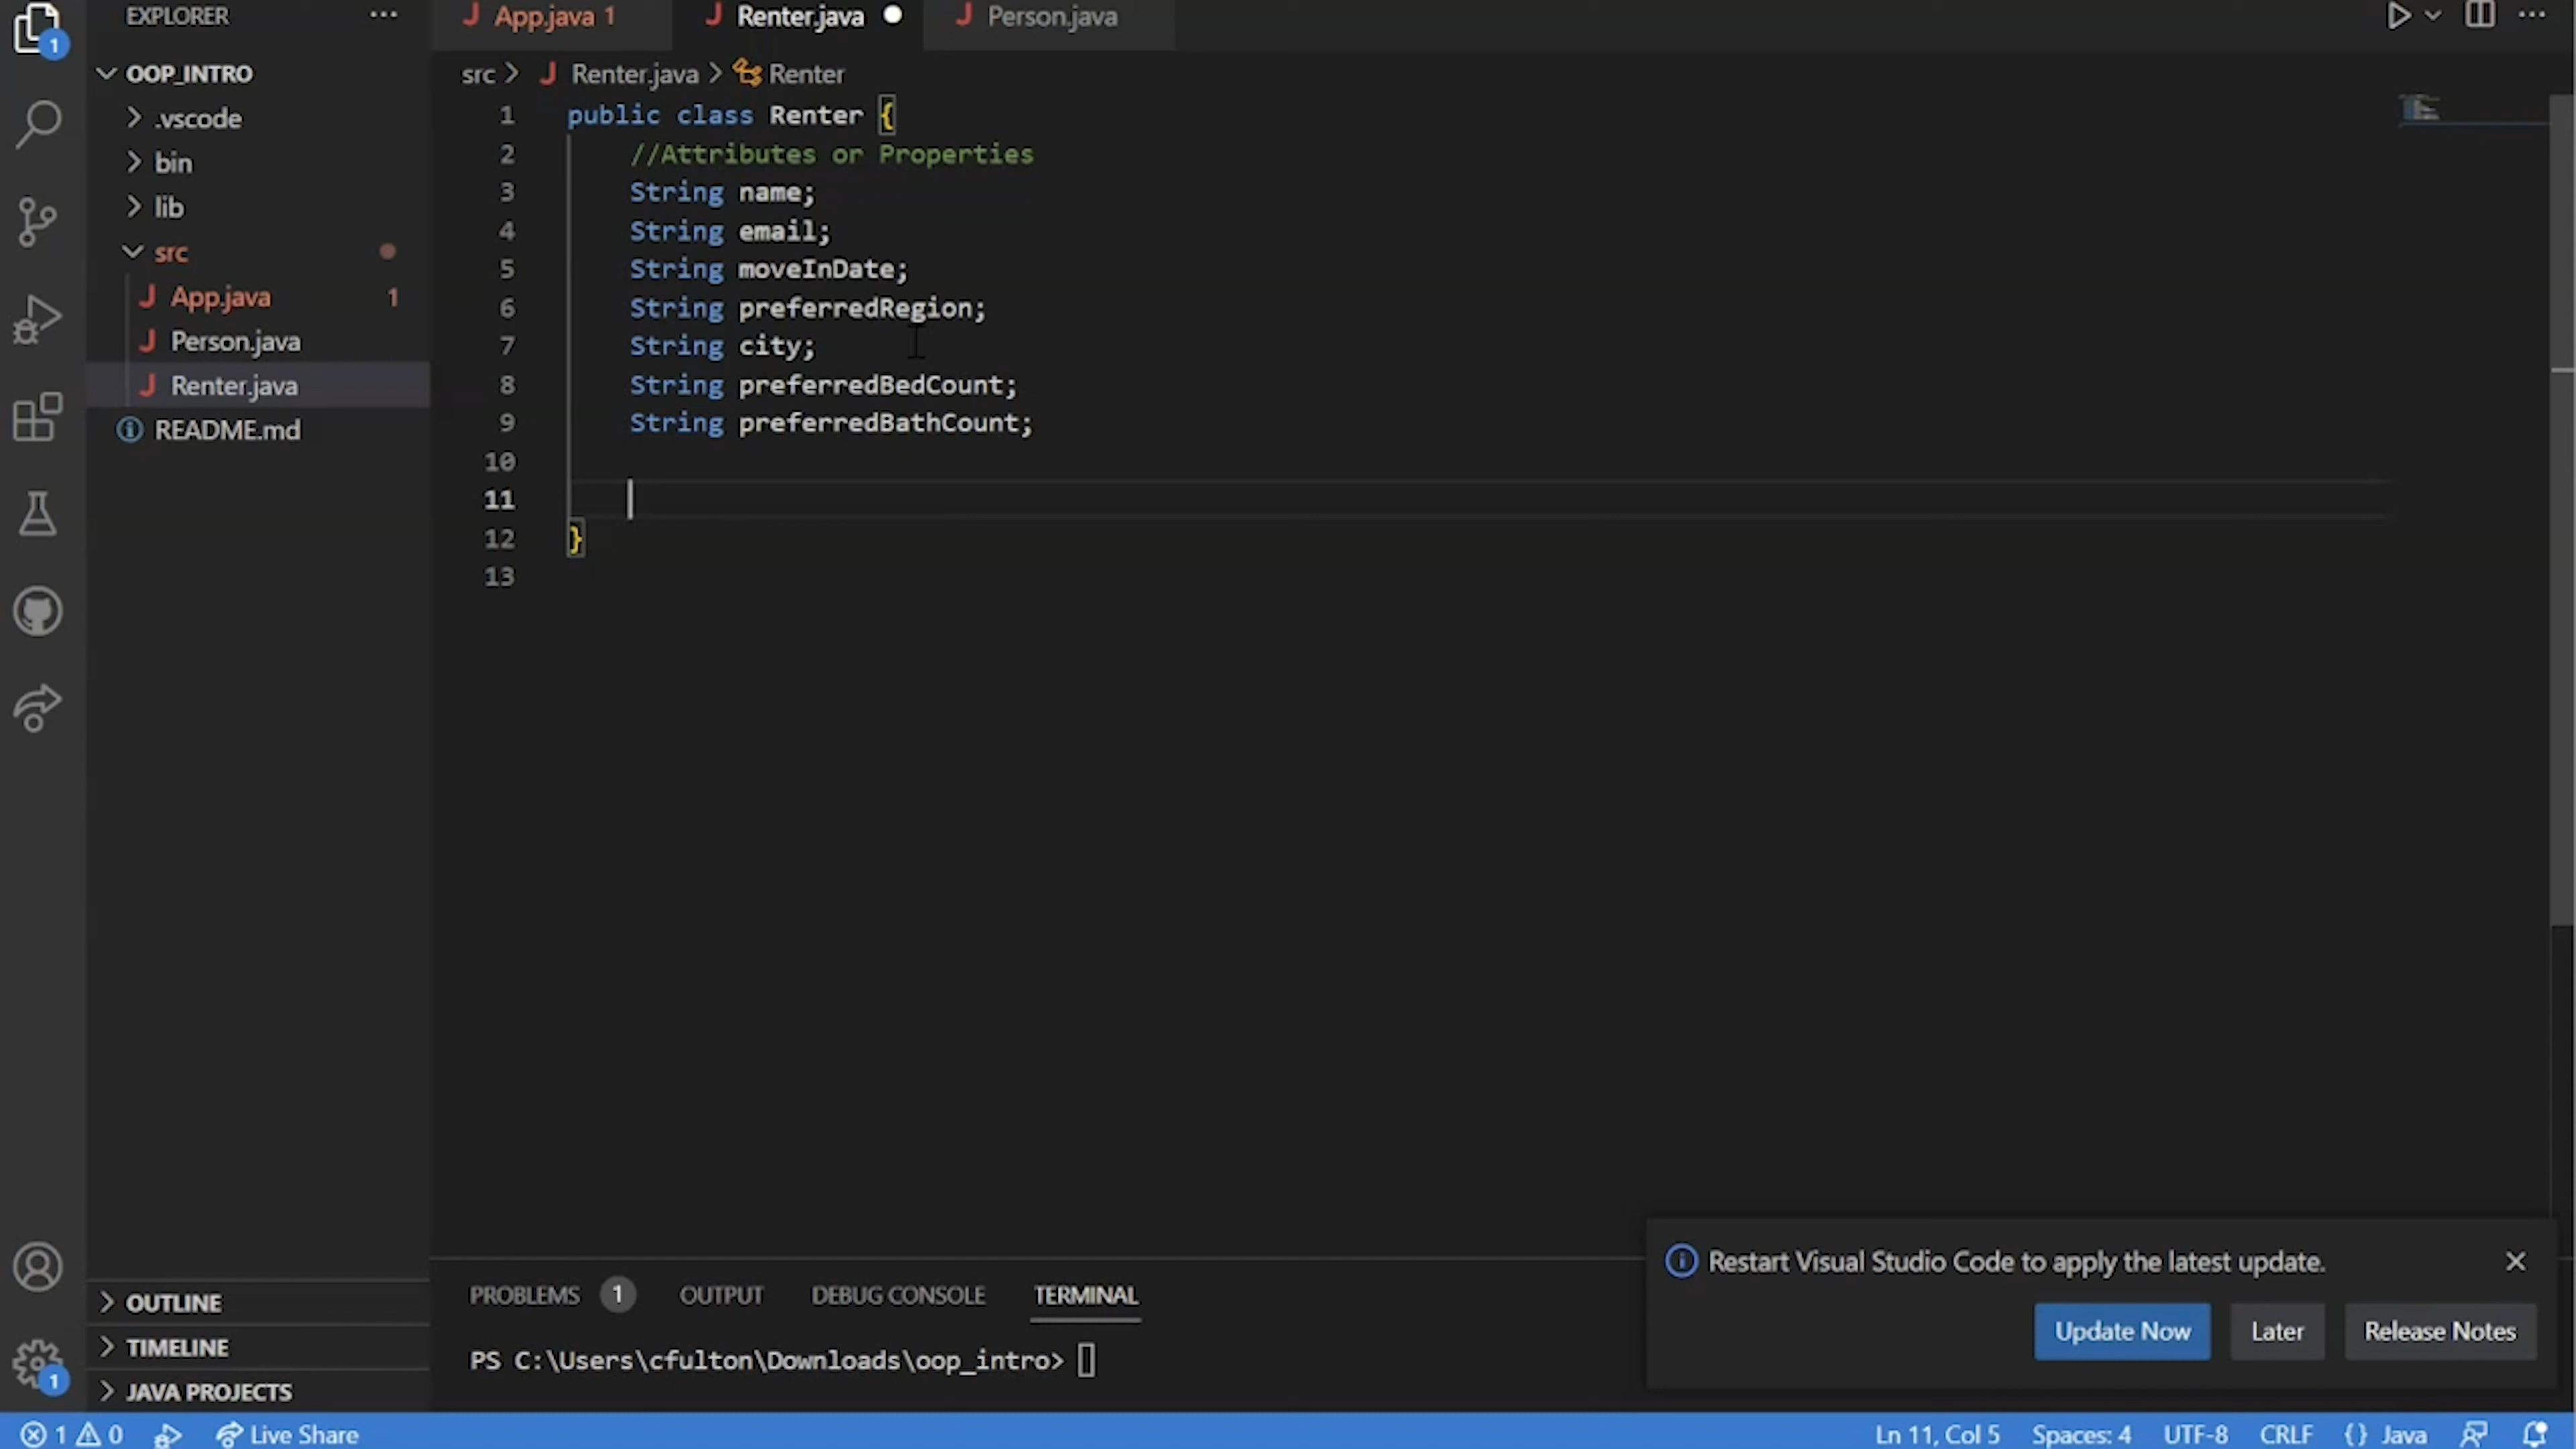 EXPLORER ...
App.java 1
Renter.java
Person.java
1
OOP_INTRO
.vscode
bin
lib
src
App.java 1
Person.java
Renter.java
README.md
src > Renter.java > Renter
1 public class Renter {
2 //Attributes or Properties
3 String name;
4 String email;
5 String moveInDate;
6 String preferredRegion;
7 String city;
8 String preferredBedCount;
9 String preferredBathCount;
10
11
12 }
13
OUTLINE
TIMELINE
JAVA PROJECTS
1
PROBLEMS 1 OUTPUT DEBUG CONSOLE TERMINAL
PS C:\Users\cfulton\Downloads\oop_intro>
Restart Visual Studio Code to apply the latest update.
Update Now Later Release Notes
1 0 Live Share Ln 11, Col 5 Spaces: 4 UTF-8 CRLF {} Java